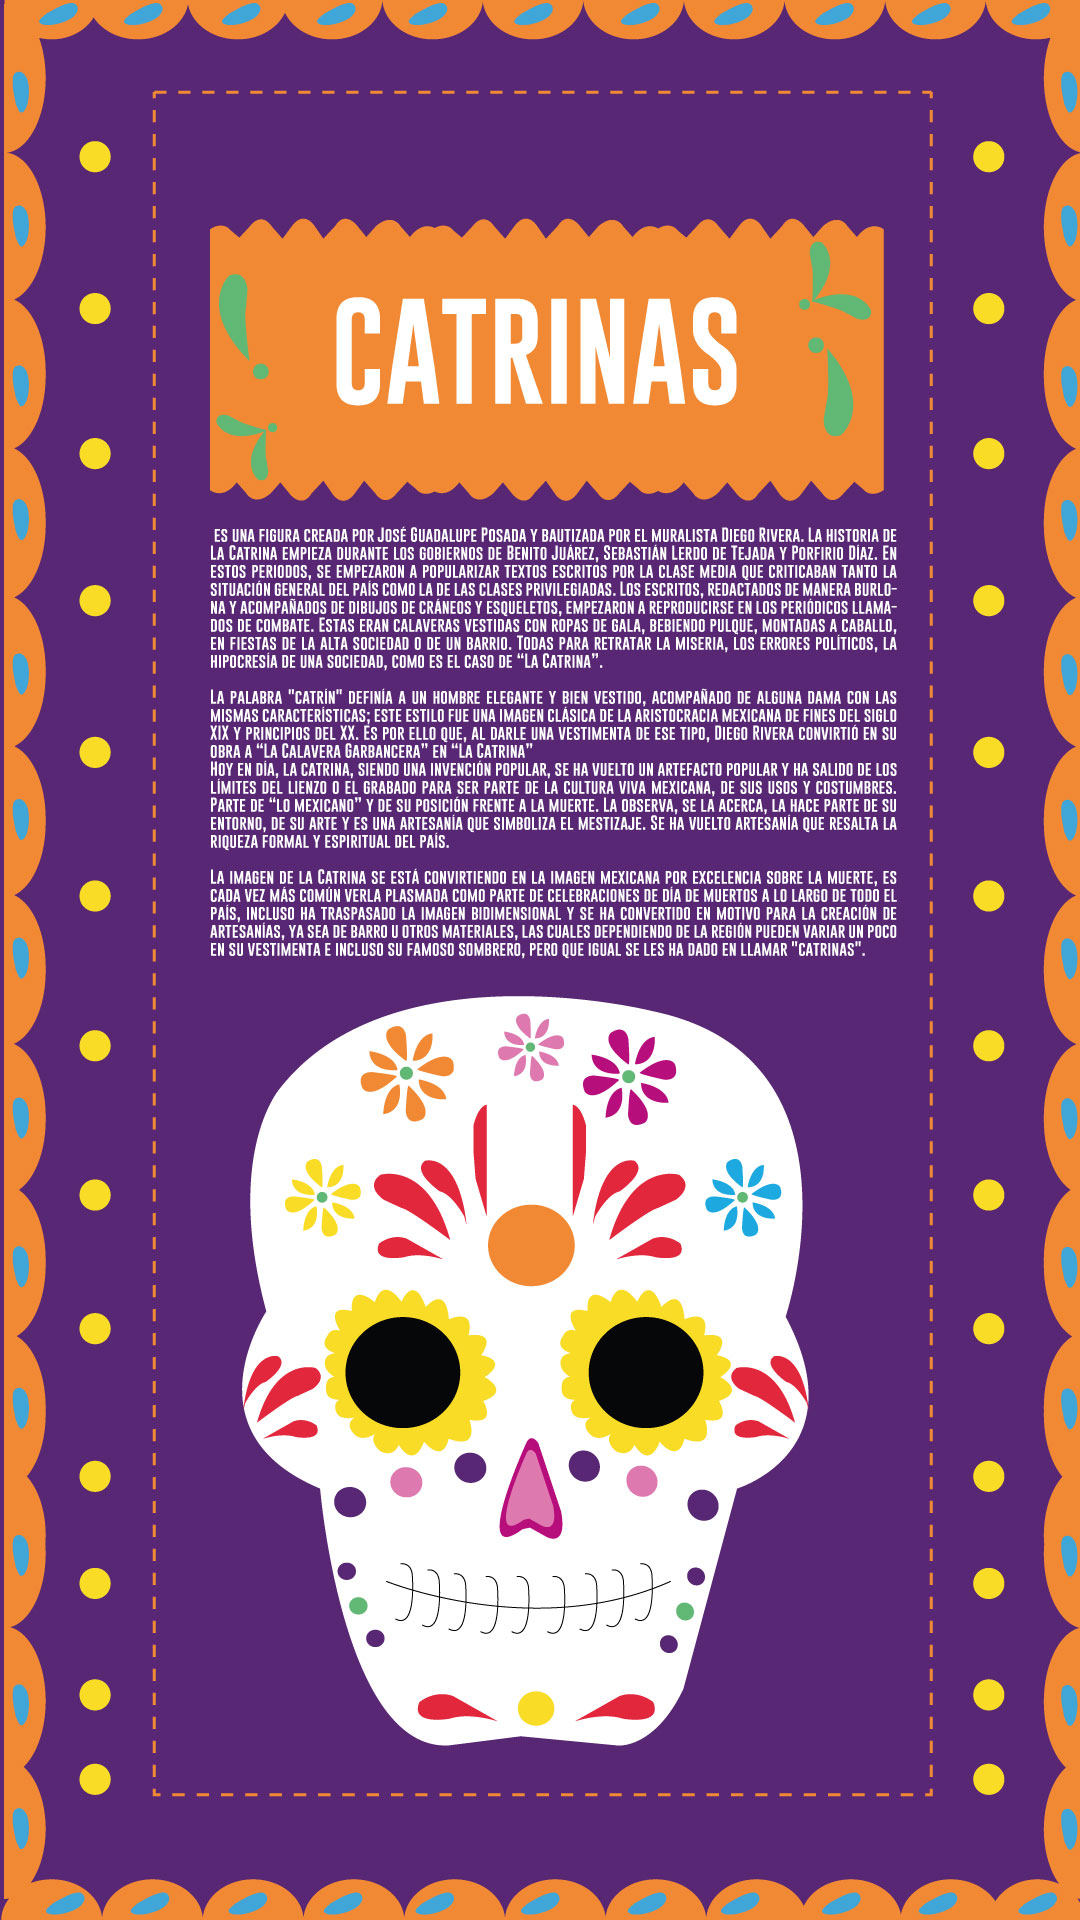 CATRINAS
ES UNA FIGURA CREADA POR JOSÉ GUADALUPE POSADA Y BAUTIZADA POR EL MURALISTA DIEGO RIVERA. LA HISTORIA DE
LA CATRINA EMPIEZA DURANTE LOS GOBIERNOS DE BENITO JUÁREZ, SEBASTIÁN LERDO DE TEJADA Y PORFIRIO DÍAZ. EN
ESTOS PERIODOS, SE EMPEZARON A POPULARIZAR TEXTOS ESCRITOS POR LA CLASE MEDIA QUE CRITICABAN TANTO LA
SITUACIÓN GENERAL DEL PAÍS COMO LA DE LAS CLASES PRIVILEGIADAS. LOS ESCRITOS, REDACTADOS DE MANERA BURLO-
NA Y ACOMPAÑADOS DE DIBUJOS DE CRÁNEOS Y ESQUELETOS, EMPEZARON A REPRODUCIRSE EN LOS PERIÓDICOS LLAMA-
DOS DE COMBATE. ESTAS ERAN CALAVERAS VESTIDAS CON ROPAS DE GALA, BEBIENDO PULQUE, MONTADAS A CABALLO,
EN FIESTAS DE LA ALTA SOCIEDAD O DE UN BARRIO. TODAS PARA RETRATAR LA MISERIA, LOS ERRORES POLÍTICOS, LA
HIPOCRESÍA DE UNA SOCIEDAD, COMO ES EL CASO DE “LA CATRINA”.
LA PALABRA "CATRÍN" DEFINÍA A UN HOMBRE ELEGANTE Y BIEN VESTIDO, ACOMPAÑADO DE ALGUNA DAMA CON LAS
MISMAS CARACTERÍSTICAS; ESTE ESTILO FUE UNA IMAGEN CLÁSICA DE LA ARISTOCRACIA MEXICANA DE FINES DEL SIGLO
XIX Y PRINCIPIOS DEL XX. ES POR ELLO QUE, AL DARLE UNA VESTIMENTA DE ESE TIPO, DIEGO RIVERA CONVIRTIÓ EN SU
OBRA A “LA CALAVERA GARBANCERA” EN “LA CATRINA”
HOY EN DÍA, LA CATRINA, SIENDO UNA INVENCIÓN POPULAR, SE HA VUELTO UN ARTEFACTO POPULAR Y HA SALIDO DE LOS
LÍMITES DEL LIENZO O EL GRABADO PARA SER PARTE DE LA CULTURA VIVA MEXICANA, DE SUS USOS Y COSTUMBRES.
PARTE DE “LO MEXICANO” Y DE SU POSICIÓN FRENTE A LA MUERTE. LA OBSERVA, SE LA ACERCA, LA HACE PARTE DE SU
ENTORNO, DE SU ARTE Y ES UNA ARTESANÍA QUE SIMBOLIZA EL MESTIZAJE. SE HA VUELTO ARTESANÍA QUE RESALTA LA
RIQUEZA FORMAL Y ESPIRITUAL DEL PAÍS.
LA IMAGEN DE LA CATRINA SE ESTÁ CONVIRTIENDO EN LA IMAGEN MEXICANA POR EXCELENCIA SOBRE LA MUERTE, ES
CADA VEZ MÁS COMÚN VERLA PLASMADA COMO PARTE DE CELEBRACIONES DE DÍA DE MUERTOS A LO LARGO DE TODO EL
PAÍS, INCLUSO HA TRASPASADO LA IMAGEN BIDIMENSIONAL Y SE HA CONVERTIDO EN MOTIVO PARA LA CREACIÓN DE
ARTESANÍAS, YA SEA DE BARRO U OTROS MATERIALES, LAS CUALES DEPENDIENDO DE LA REGIÓN PUEDEN VARIAR UN POCO
EN SU VESTIMENTA E INCLUSO SU FAMOSO SOMBRERO, PERO QUE IGUAL SE LES HA DADO EN LLAMAR "CATRINAS".